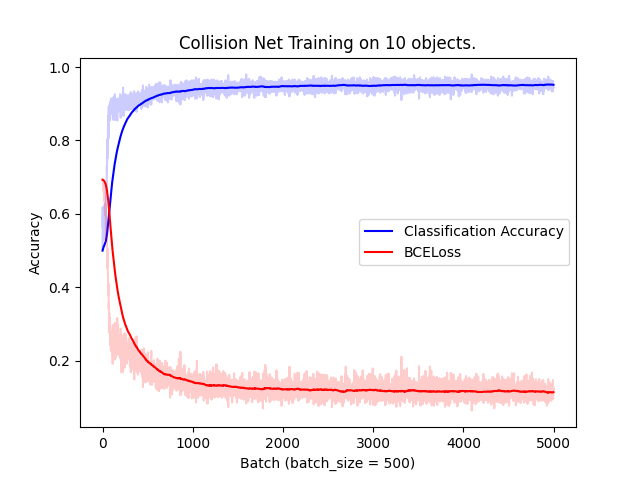 Collision Net Training on 10 objects.
1.0
0.8
0.6
0.4
0.2
Accuracy
Classification Accuracy
BCELoss
0
1000
2000
3000
4000
5000
Batch (batch_size = 500)